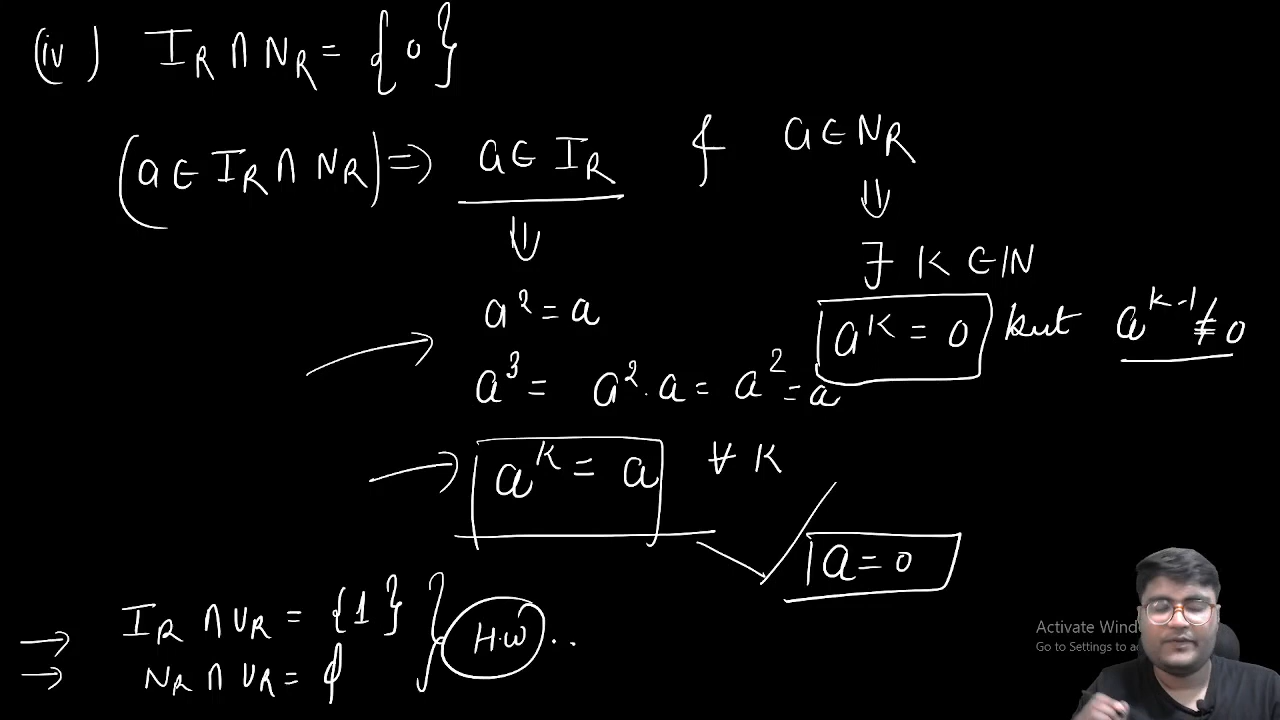 (iv) I_R ∩ N_R = {0}
(a ∈ I_R ∩ N_R) ⇒ a ∈ I_R & a ∈ N_R
⇓ ⇓
∃ K ∈ ℕ
a² = a
a^K = 0 but a^{k-1} ≠ 0
a³ = a².a = a² = a
a^K = a ∀ K
a = 0
→ I_R ∩ U_R = {1}
→ N_R ∩ U_R = φ } H.W..
Activate Wind
Go to Settings to a